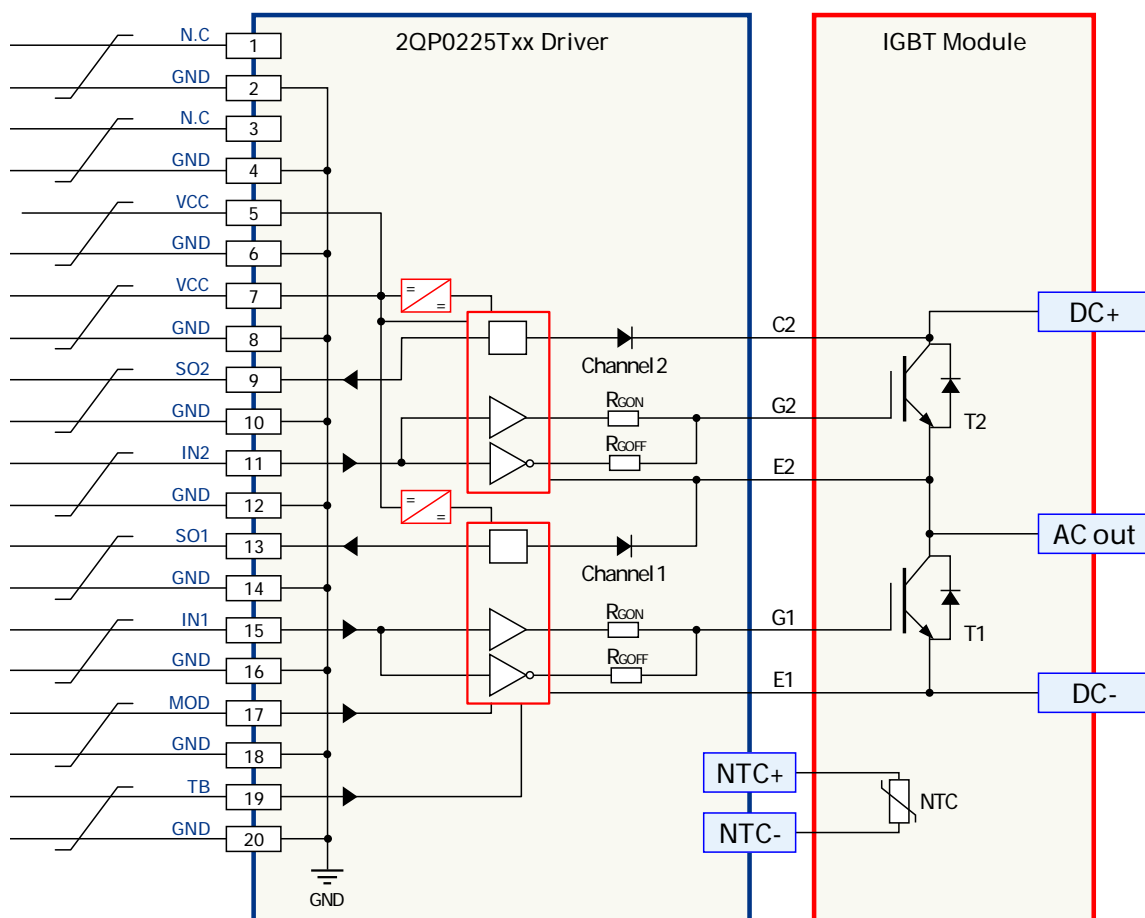 2QP0225Txx Driver
IGBT Module
N.C
1
GND
2
N.C
3
GND
4
VCC
5
GND
6
VCC
7
GND
8
SO2
9
GND
10
IN2
11
GND
12
SO1
13
GND
14
IN1
15
GND
16
MOD
17
GND
18
TB
19
GND
20
GND
=
=
C2
Channel 2
RGON
G2
RGOFF
E2
=
=
Channel 1
RGON
G1
RGOFF
E1
DC+
T2
AC out
T1
DC-
NTC+
NTC
NTC-